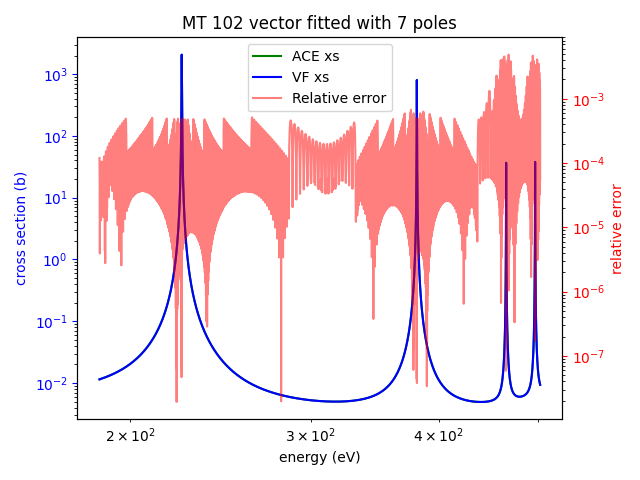 MT 102 vector fitted with 7 poles
ACE xs
VF xs
Relative error
cross section (b)
10³
10²
10¹
10⁰
10⁻¹
10⁻²
relative error
10⁻³
10⁻⁴
10⁻⁵
10⁻⁶
10⁻⁷
2 × 10² 3 × 10² 4 × 10²
energy (eV)